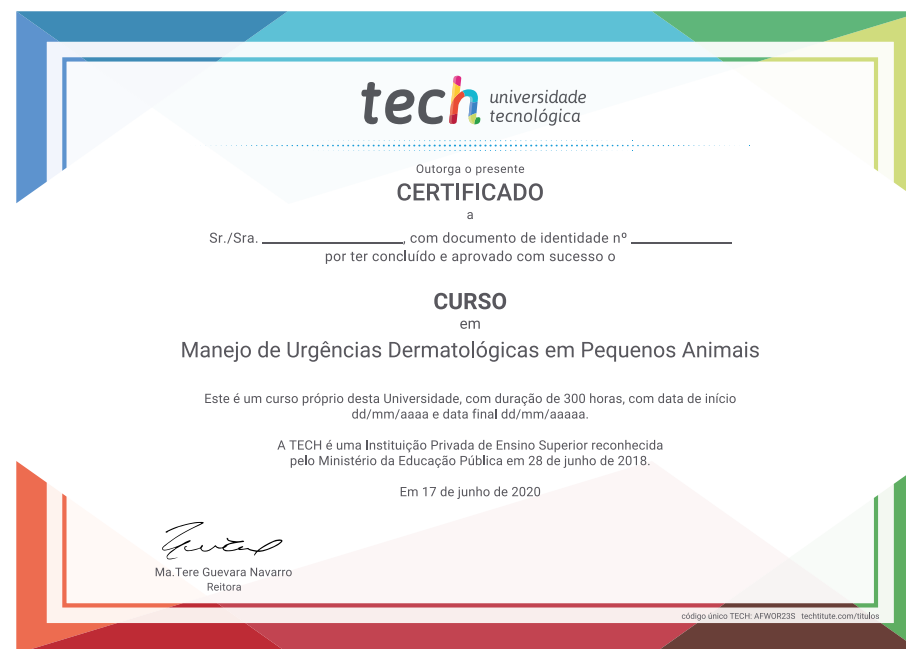 tech universidade
tecnológica
Outorga o presente
CERTIFICADO
a
Sr./Sra. ________________, com documento de identidade nº ____________
por ter concluído e aprovado com sucesso o
CURSO
em
Manejo de Urgências Dermatológicas em Pequenos Animais
Este é um curso próprio desta Universidade, com duração de 300 horas, com data de início
dd/mm/aaaa e data final dd/mm/aaaaa.
A TECH é uma Instituição Privada de Ensino Superior reconhecida
pelo Ministério da Educação Pública em 28 de junho de 2018.
Em 17 de junho de 2020
Ma.Tere Guevara Navarro
Reitora
código único TECH: AFWOR23S techtitute.com/titulos